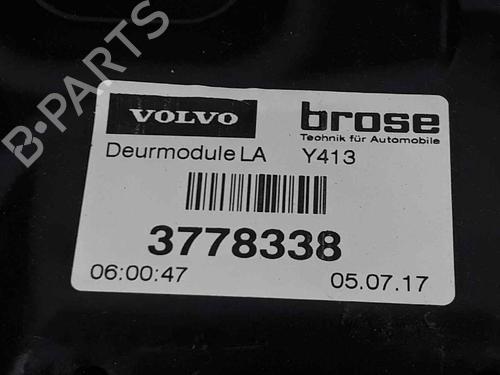 B·PARTS
VOLVO brose
Technik für Automobile
Deurmodule LA Y413
3778338
06:00:47 05.07.17